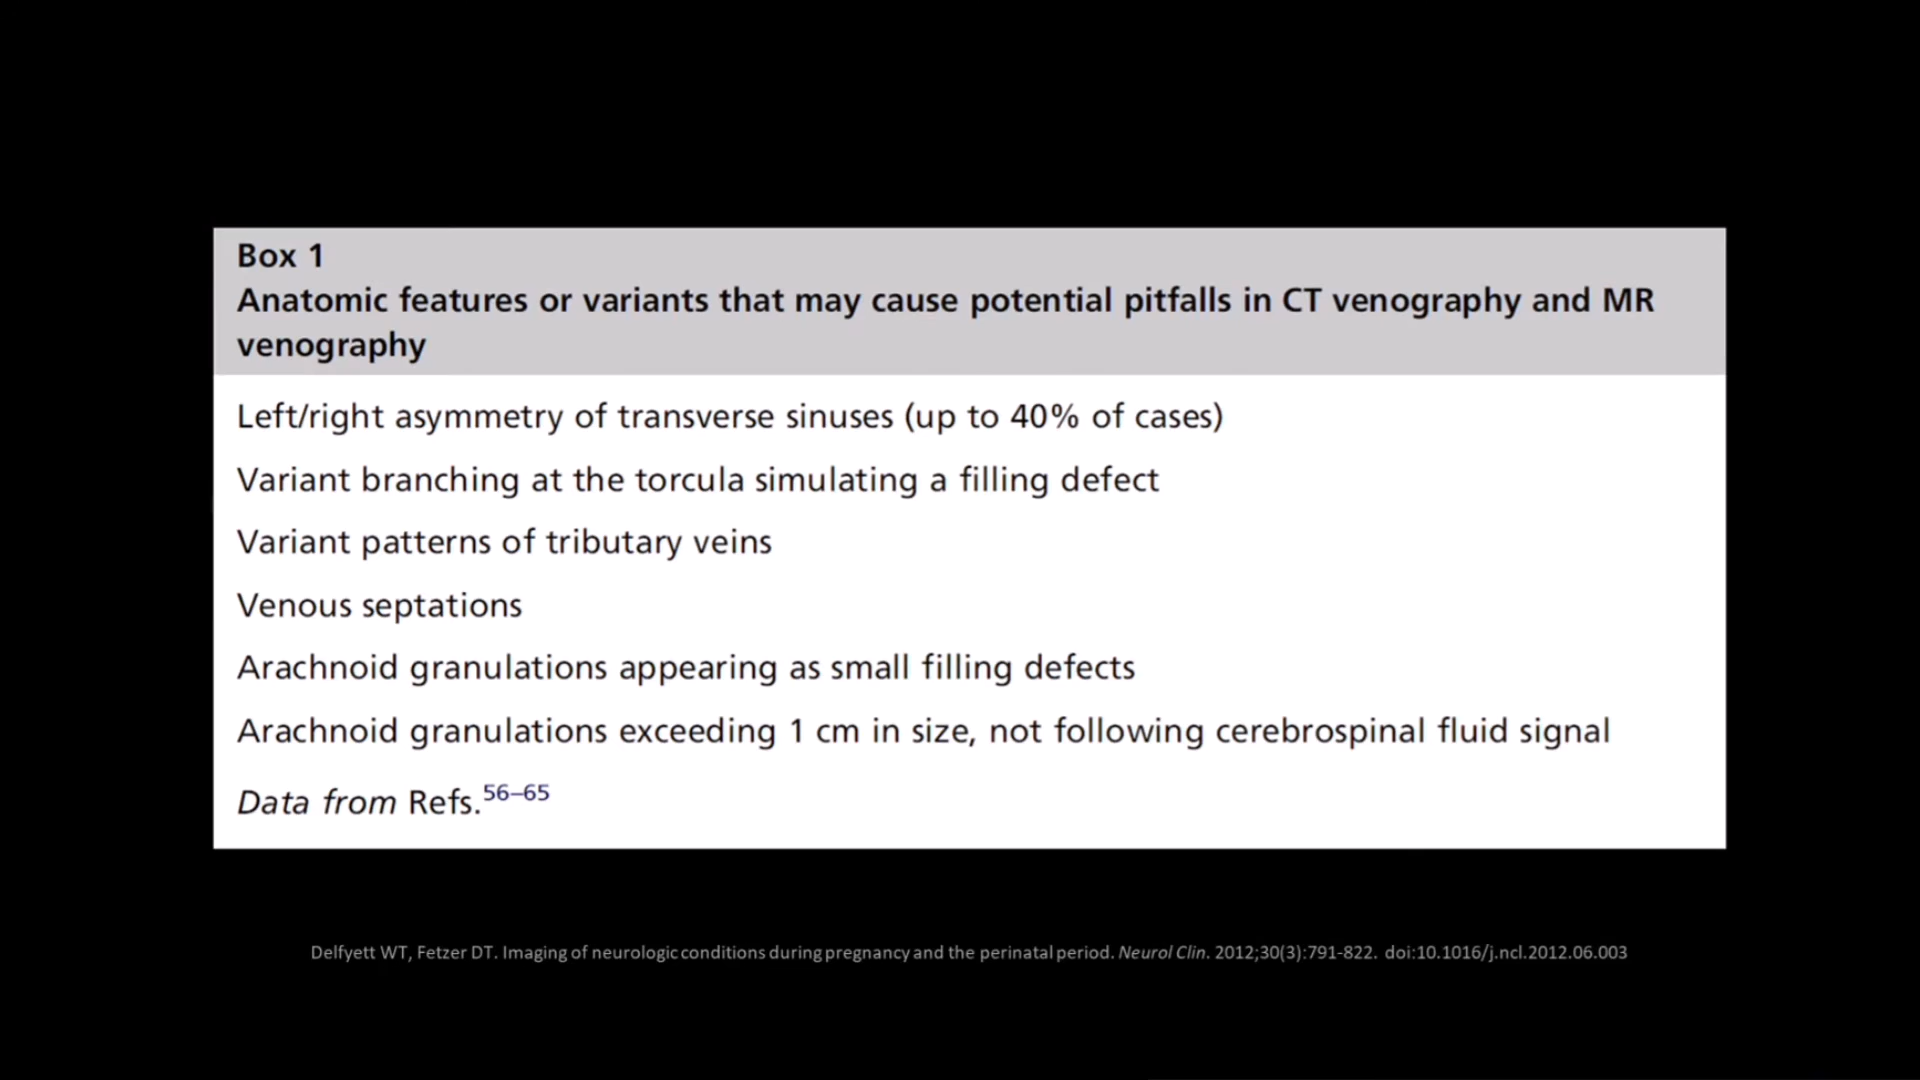 Box 1
Anatomic features or variants that may cause potential pitfalls in CT venography and MR
venography
Left/right asymmetry of transverse sinuses (up to 40% of cases)
Variant branching at the torcula simulating a filling defect
Variant patterns of tributary veins
Venous septations
Arachnoid granulations appearing as small filling defects
Arachnoid granulations exceeding 1 cm in size, not following cerebrospinal fluid signal
Data from Refs.56–65
Delfyett WT, Fetzer DT. Imaging of neurologic conditions during pregnancy and the perinatal period. Neurol Clin. 2012;30(3):791-822. doi:10.1016/j.ncl.2012.06.003